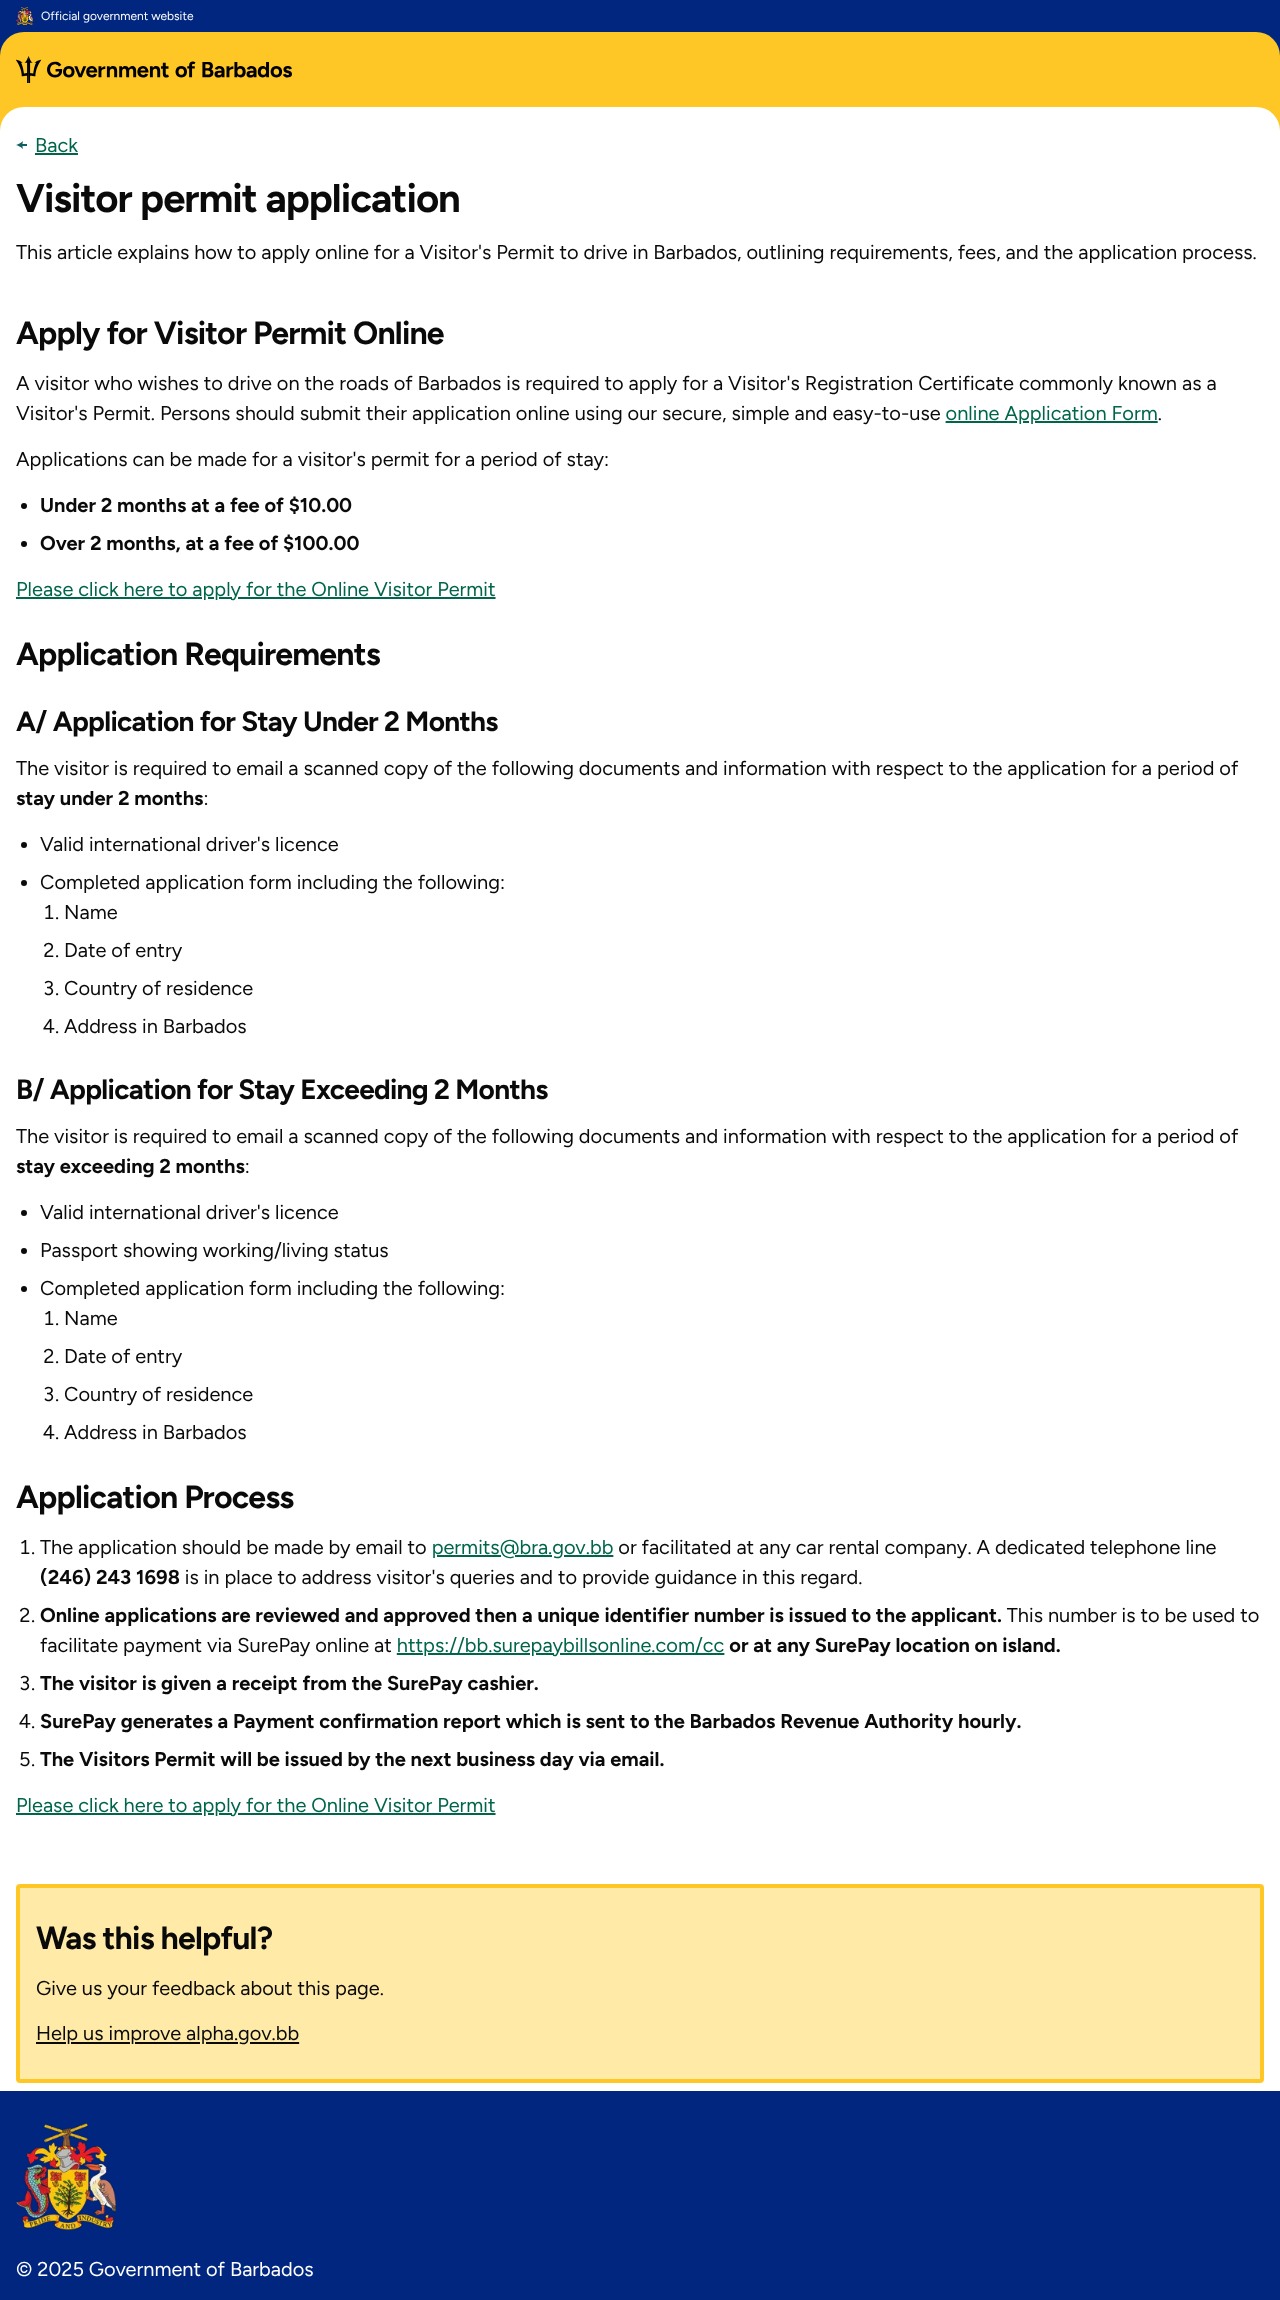 Official government website
Government of Barbados
Back
Visitor permit application
This article explains how to apply online for a Visitor's Permit to drive in Barbados, outlining requirements, fees, and the application process.
Apply for Visitor Permit Online
A visitor who wishes to drive on the roads of Barbados is required to apply for a Visitor's Registration Certificate commonly known as a
Visitor's Permit. Persons should submit their application online using our secure, simple and easy-to-use online Application Form.
Applications can be made for a visitor's permit for a period of stay:
• Under 2 months at a fee of $10.00
• Over 2 months, at a fee of $100.00
Please click here to apply for the Online Visitor Permit
Application Requirements
A/ Application for Stay Under 2 Months
The visitor is required to email a scanned copy of the following documents and information with respect to the application for a period of
stay under 2 months:
• Valid international driver's licence
• Completed application form including the following:
1. Name
2. Date of entry
3. Country of residence
4. Address in Barbados
B/ Application for Stay Exceeding 2 Months
The visitor is required to email a scanned copy of the following documents and information with respect to the application for a period of
stay exceeding 2 months:
• Valid international driver's licence
• Passport showing working/living status
• Completed application form including the following:
1. Name
2. Date of entry
3. Country of residence
4. Address in Barbados
Application Process
1. The application should be made by email to permits@bra.gov.bb or facilitated at any car rental company. A dedicated telephone line
(246) 243 1698 is in place to address visitor's queries and to provide guidance in this regard.
2. Online applications are reviewed and approved then a unique identifier number is issued to the applicant. This number is to be used to
facilitate payment via SurePay online at https://bb.surepaybillsonline.com/cc or at any SurePay location on island.
3. The visitor is given a receipt from the SurePay cashier.
4. SurePay generates a Payment confirmation report which is sent to the Barbados Revenue Authority hourly.
5. The Visitors Permit will be issued by the next business day via email.
Please click here to apply for the Online Visitor Permit
Was this helpful?
Give us your feedback about this page.
Help us improve alpha.gov.bb
PRIDE AND INDUSTRY
© 2025 Government of Barbados